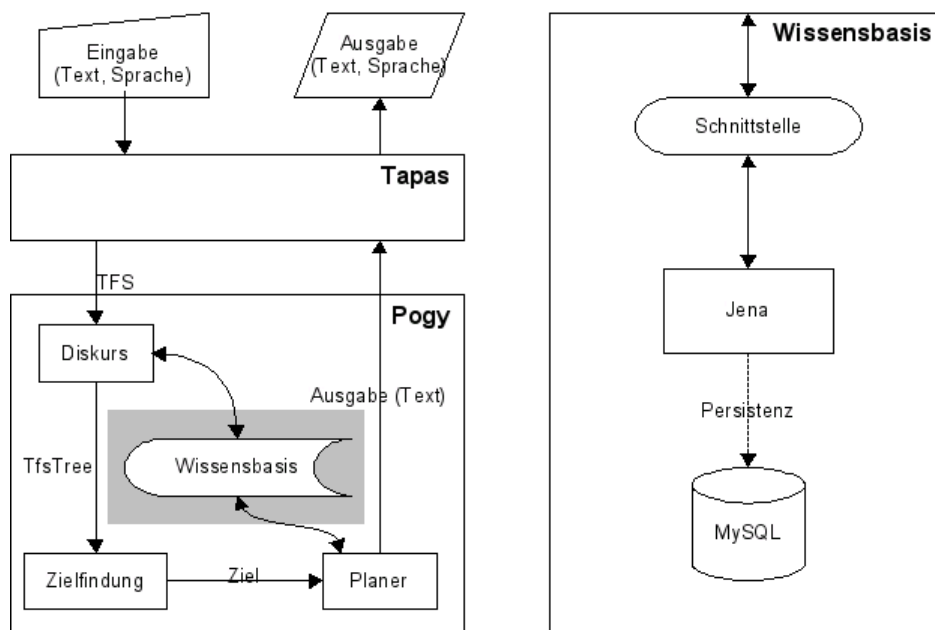 Eingabe
(Text, Sprache)
Ausgabe
(Text, Sprache)
Tapas
TFS
Pogy
Diskurs
Ausgabe (Text)
TfsTree
Wissensbasis
Zielfindung
Ziel
Planer
Wissensbasis
Schnittstelle
Jena
Persistenz
MySQL